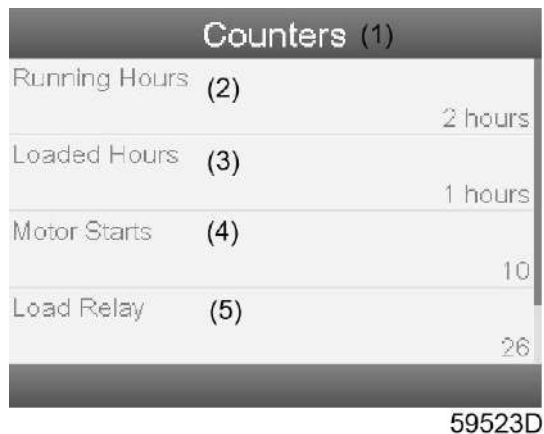 Counters (1)
Running Hours (2)
2 hours
Loaded Hours (3)
1 hours
Motor Starts (4)
10
Load Relay (5)
26
59523D